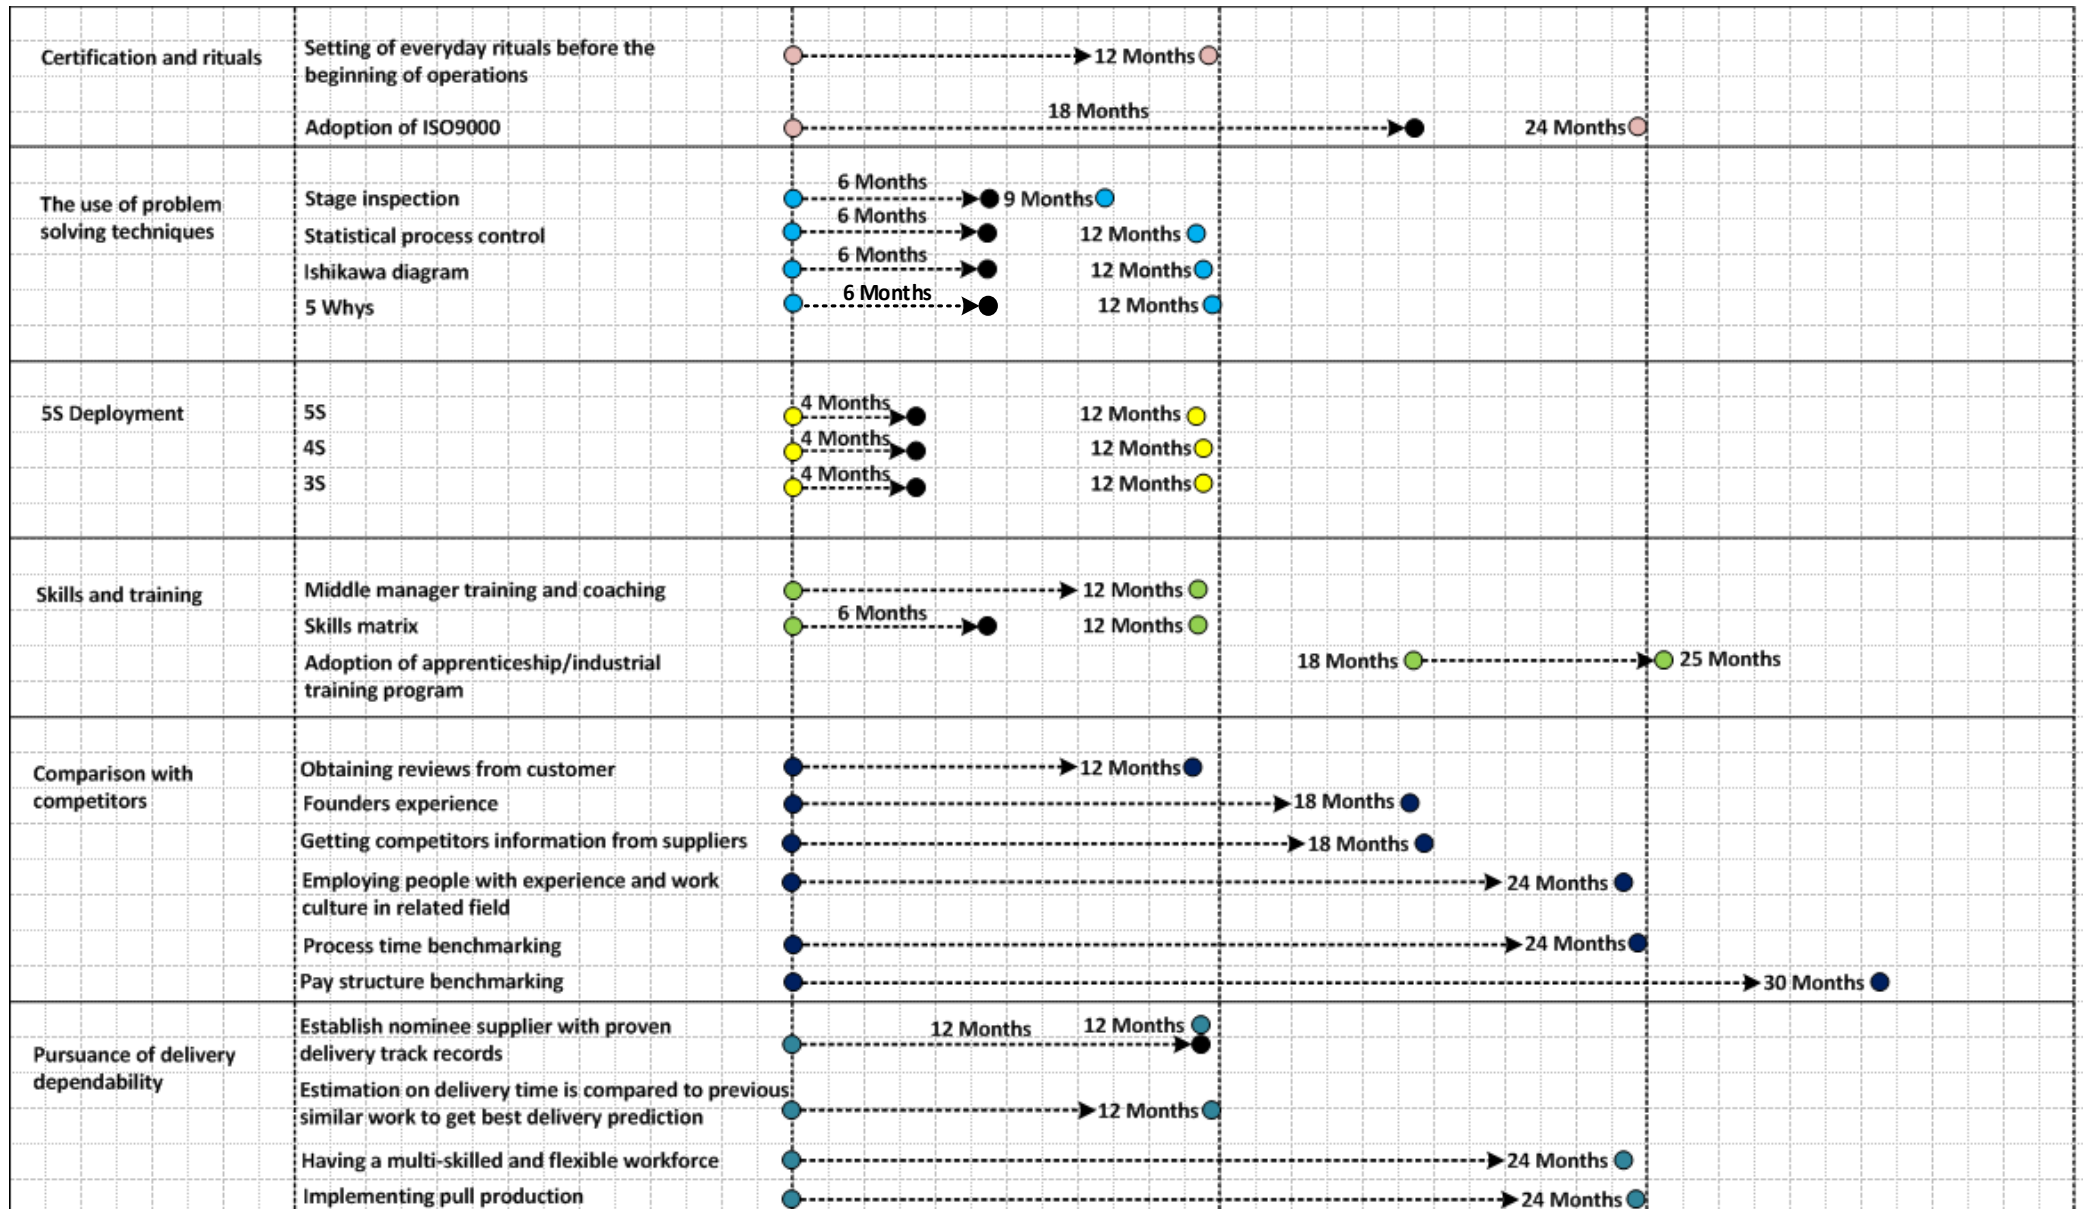 Certification and rituals
Setting of everyday rituals before the
beginning of operations
12 Months
Adoption of ISO9000
18 Months
24 Months
The use of problem
solving techniques
Stage inspection
6 Months
9 Months
Statistical process control
6 Months
12 Months
Ishikawa diagram
6 Months
12 Months
5 Whys
6 Months
12 Months
5S Deployment
5S
4 Months
12 Months
4S
4 Months
12 Months
3S
4 Months
12 Months
Skills and training
Middle manager training and coaching
12 Months
Skills matrix
6 Months
12 Months
Adoption of apprenticeship/industrial
training program
18 Months
25 Months
Comparison with
competitors
Obtaining reviews from customer
12 Months
Founders experience
18 Months
Getting competitors information from suppliers
18 Months
Employing people with experience and work
culture in related field
24 Months
Process time benchmarking
24 Months
Pay structure benchmarking
30 Months
Pursuance of delivery
dependability
Establish nominee supplier with proven
delivery track records
12 Months
12 Months
Estimation on delivery time is compared to previous
similar work to get best delivery prediction
12 Months
Having a multi-skilled and flexible workforce
24 Months
Implementing pull production
24 Months